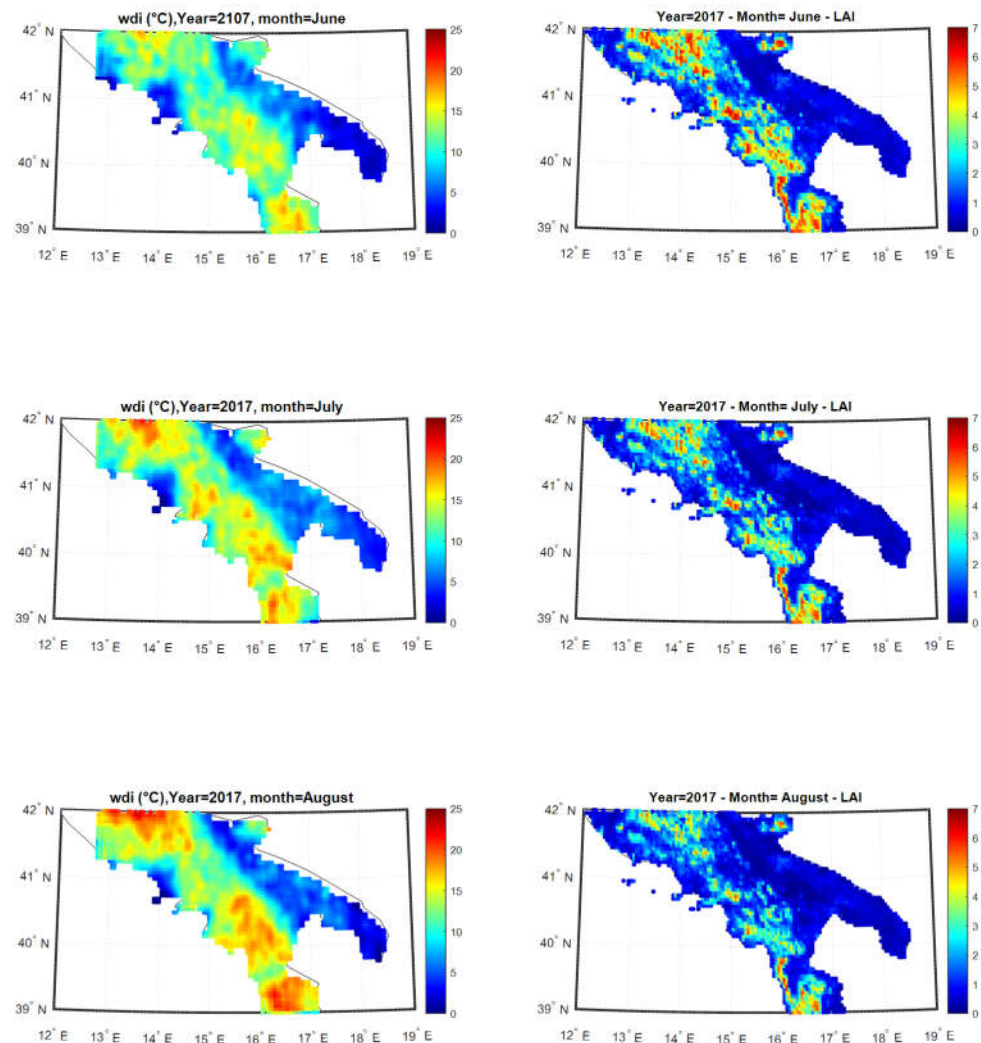 wdi (°C),Year=2107, month=June
42° N
41° N
40° N
39° N
12° E 13° E 14° E 15° E 16° E 17° E 18° E 19° E
25
20
15
10
5
0
Year=2017 - Month= June - LAI
42° N
41° N
40° N
39° N
12° E 13° E 14° E 15° E 16° E 17° E 18° E 19° E
7
6
5
4
3
2
1
0
wdi (°C),Year=2017, month=July
42° N
41° N
40° N
39° N
12° E 13° E 14° E 15° E 16° E 17° E 18° E 19° E
25
20
15
10
5
0
Year=2017 - Month= July - LAI
42° N
41° N
40° N
39° N
12° E 13° E 14° E 15° E 16° E 17° E 18° E 19° E
7
6
5
4
3
2
1
0
wdi (°C),Year=2017, month=August
42° N
41° N
40° N
39° N
12° E 13° E 14° E 15° E 16° E 17° E 18° E 19° E
25
20
15
10
5
0
Year=2017 - Month= August - LAI
42° N
41° N
40° N
39° N
12° E 13° E 14° E 15° E 16° E 17° E 18° E 19° E
7
6
5
4
3
2
1
0